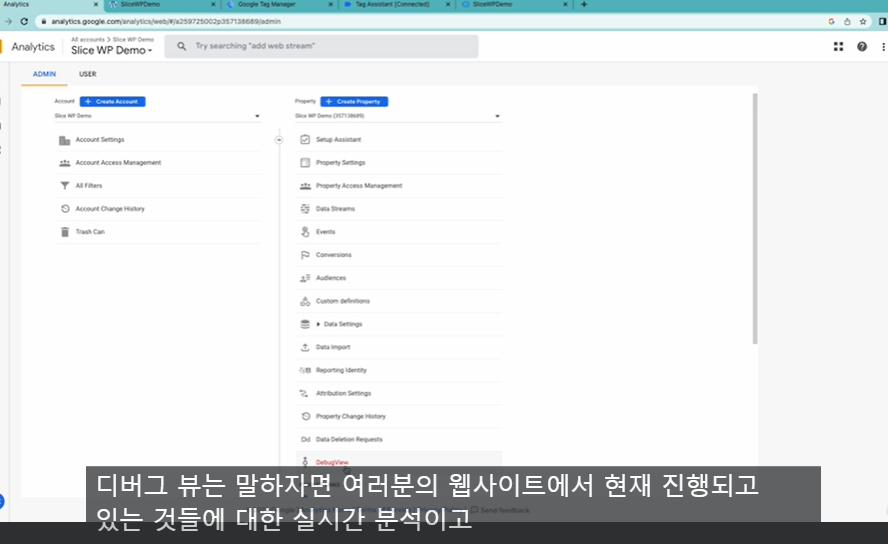 Analytics
SliceWPDemo
Google Tag Manager
Tag Assistant [Connected]
SliceWPDemo
analytics.google.com/analytics/web/#/a259725002p357138689/admin
Analytics
All accounts > Slice WP Demo
Slice WP Demo
Try searching "add web stream"
ADMIN
USER
Account
+ Create Account
Slice WP Demo
Account Settings
Account Access Management
All Filters
Account Change History
Trash Can
Property
+ Create Property
Slice WP Demo (357138689)
Setup Assistant
Property Settings
Property Access Management
Data Streams
Events
Conversions
Audiences
Custom definitions
Data Settings
Data Import
Reporting Identity
Attribution Settings
Property Change History
Dd Data Deletion Requests
DebugView
Send feedback
디버그 뷰는 말하자면 여러분의 웹사이트에서 현재 진행되고
있는 것들에 대한 실시간 분석이고